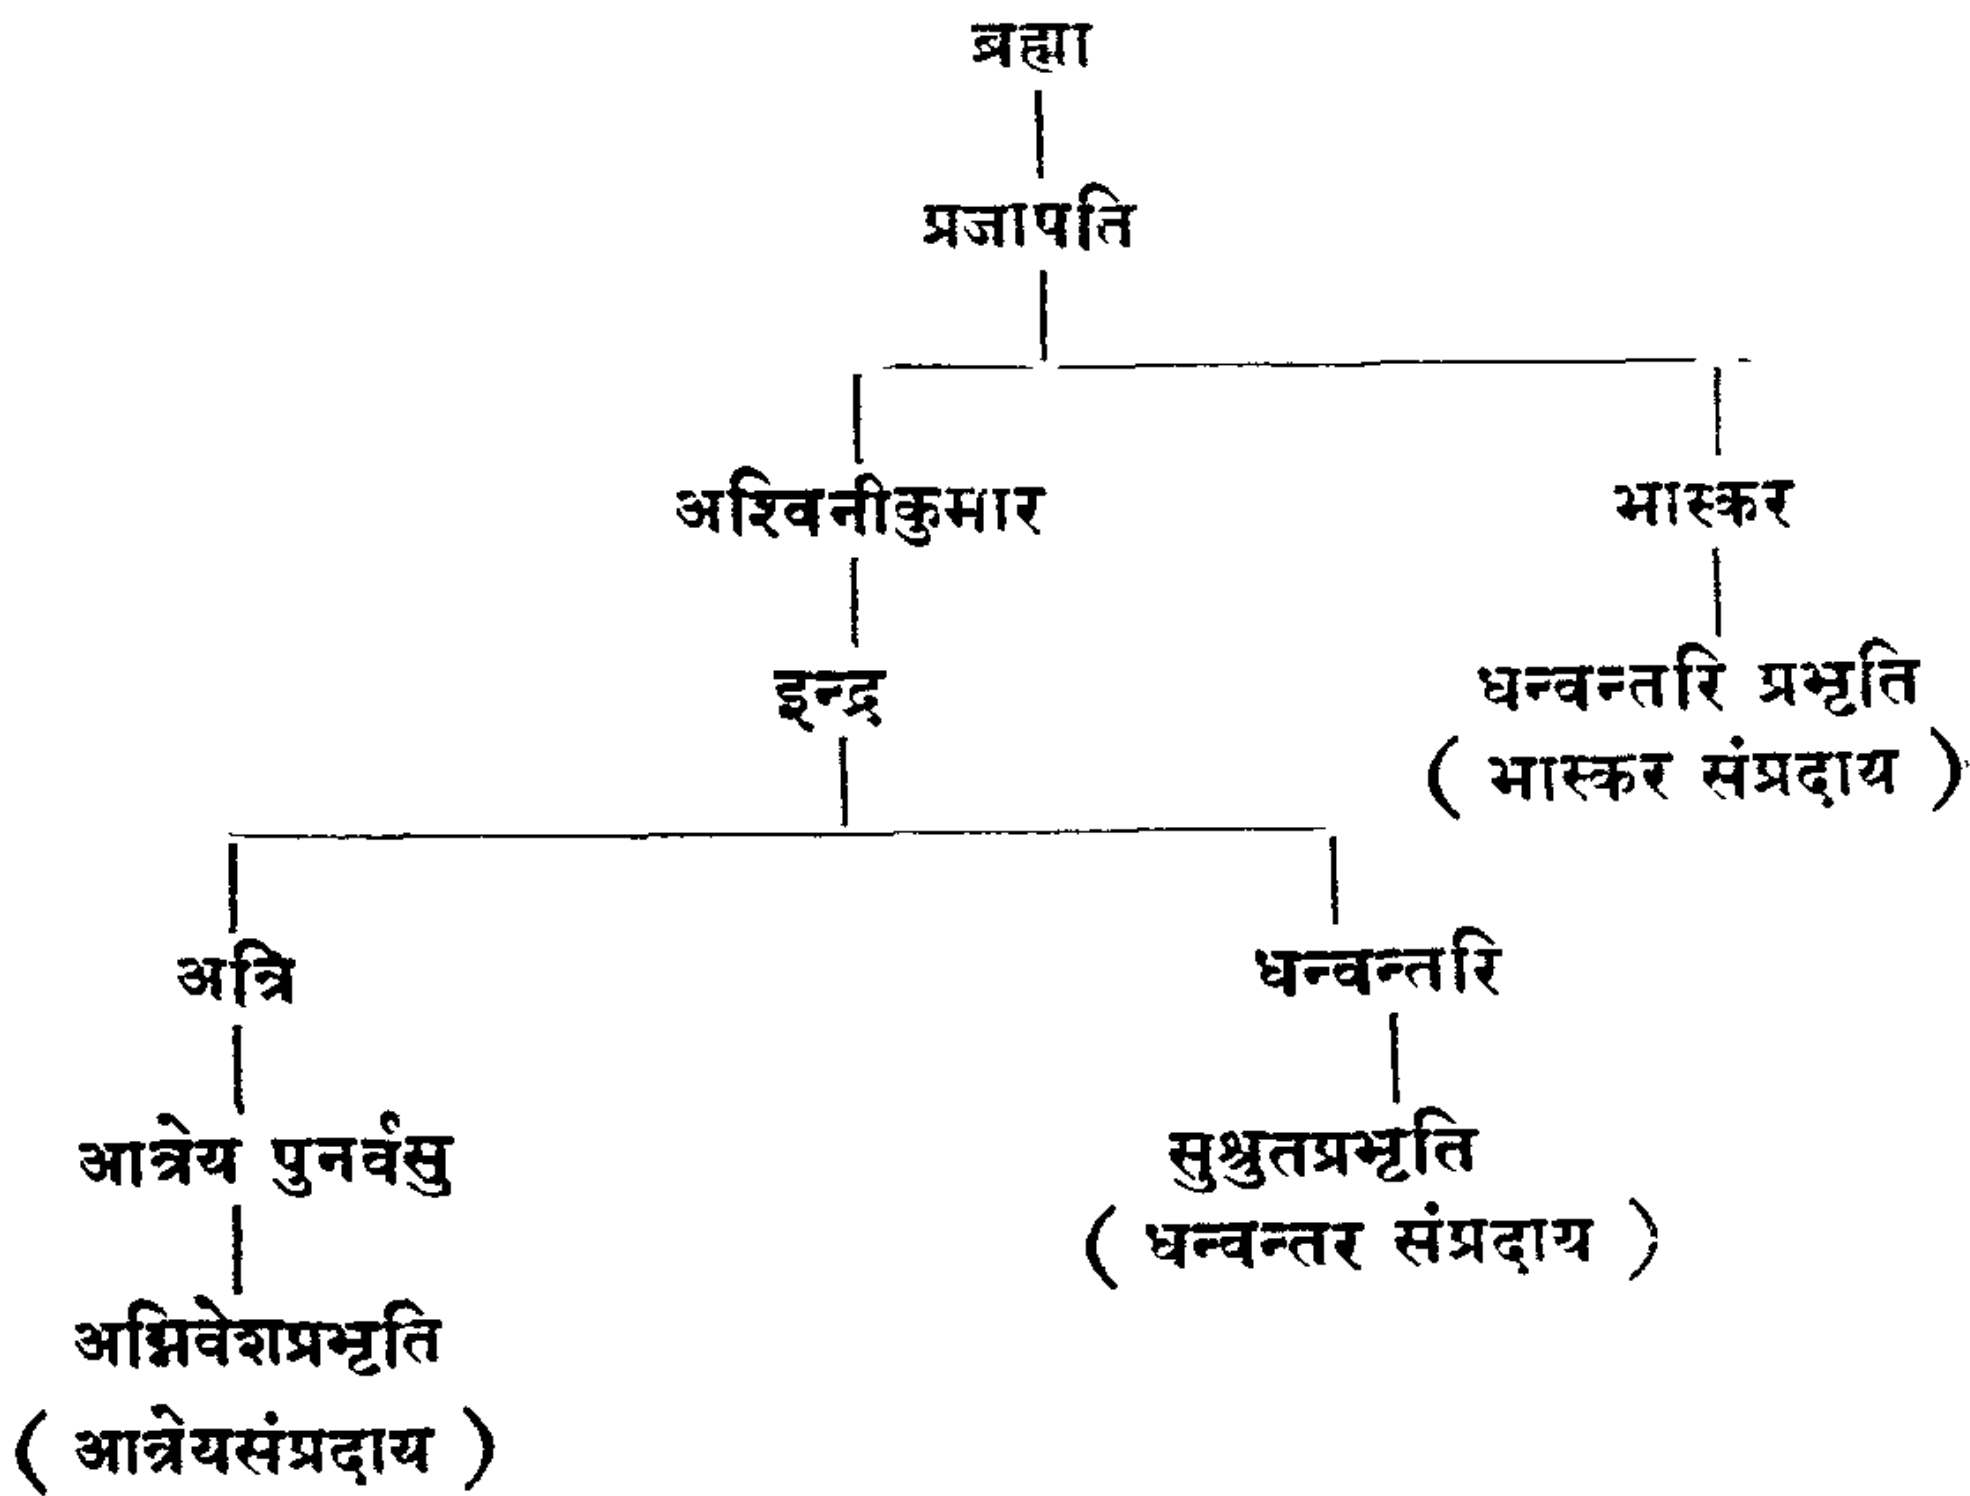 ब्रह्मा
प्रजापति
अश्विनीकुमार
भास्कर
इन्द्र
धन्वन्तरि प्रभृति
( भास्कर संप्रदाय )
अत्रि
धन्वन्तरि
आत्रेय पुनर्वसु
सुश्रुतप्रभृति
( धन्वन्तर संप्रदाय )
अग्निवेशप्रभृति
( आत्रेयसंप्रदाय )